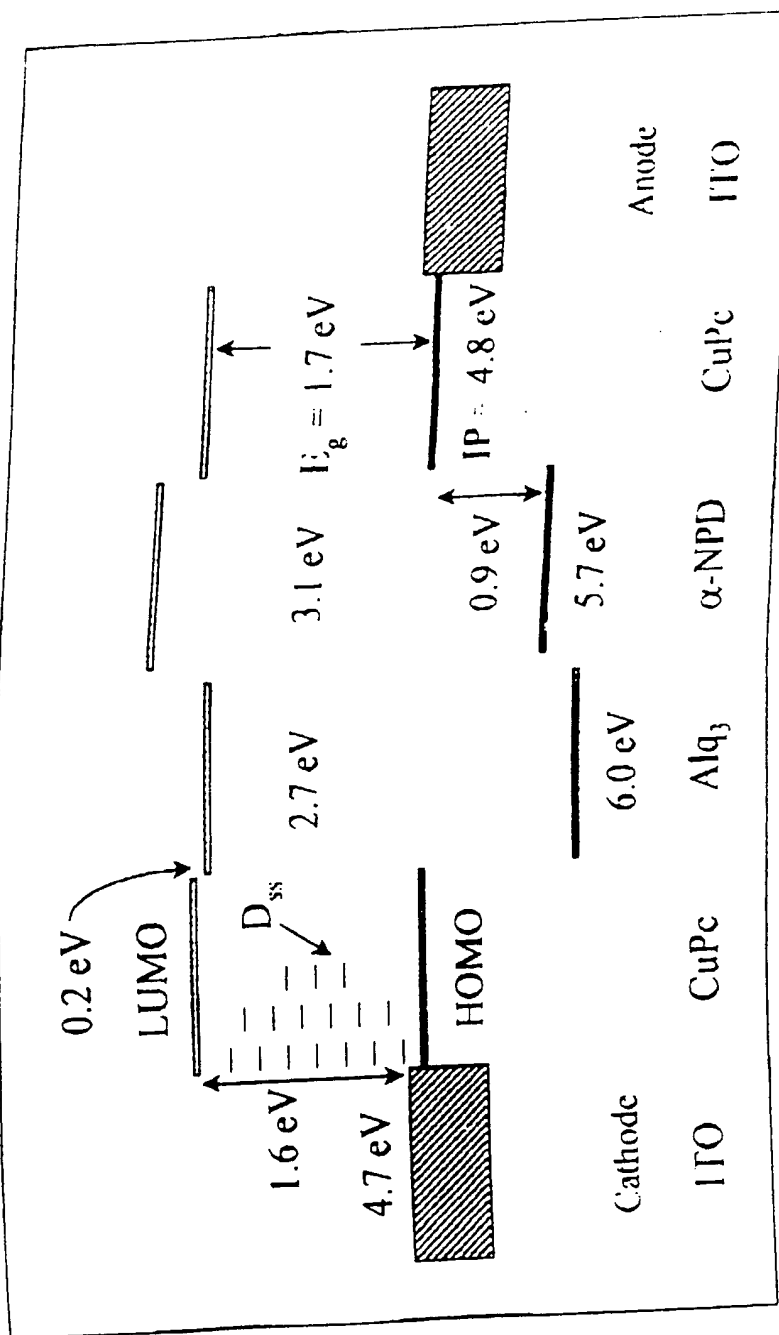 0.2 eV
LUMO
D_ss
1.6 eV
2.7 eV
3.1 eV
E_g = 1.7 eV
4.7 eV
HOMO
0.9 eV
IP = 4.8 eV
6.0 eV
5.7 eV
Cathode
Anode
ITO
CuPc
Alq₃
α-NPD
CuPc
ITO